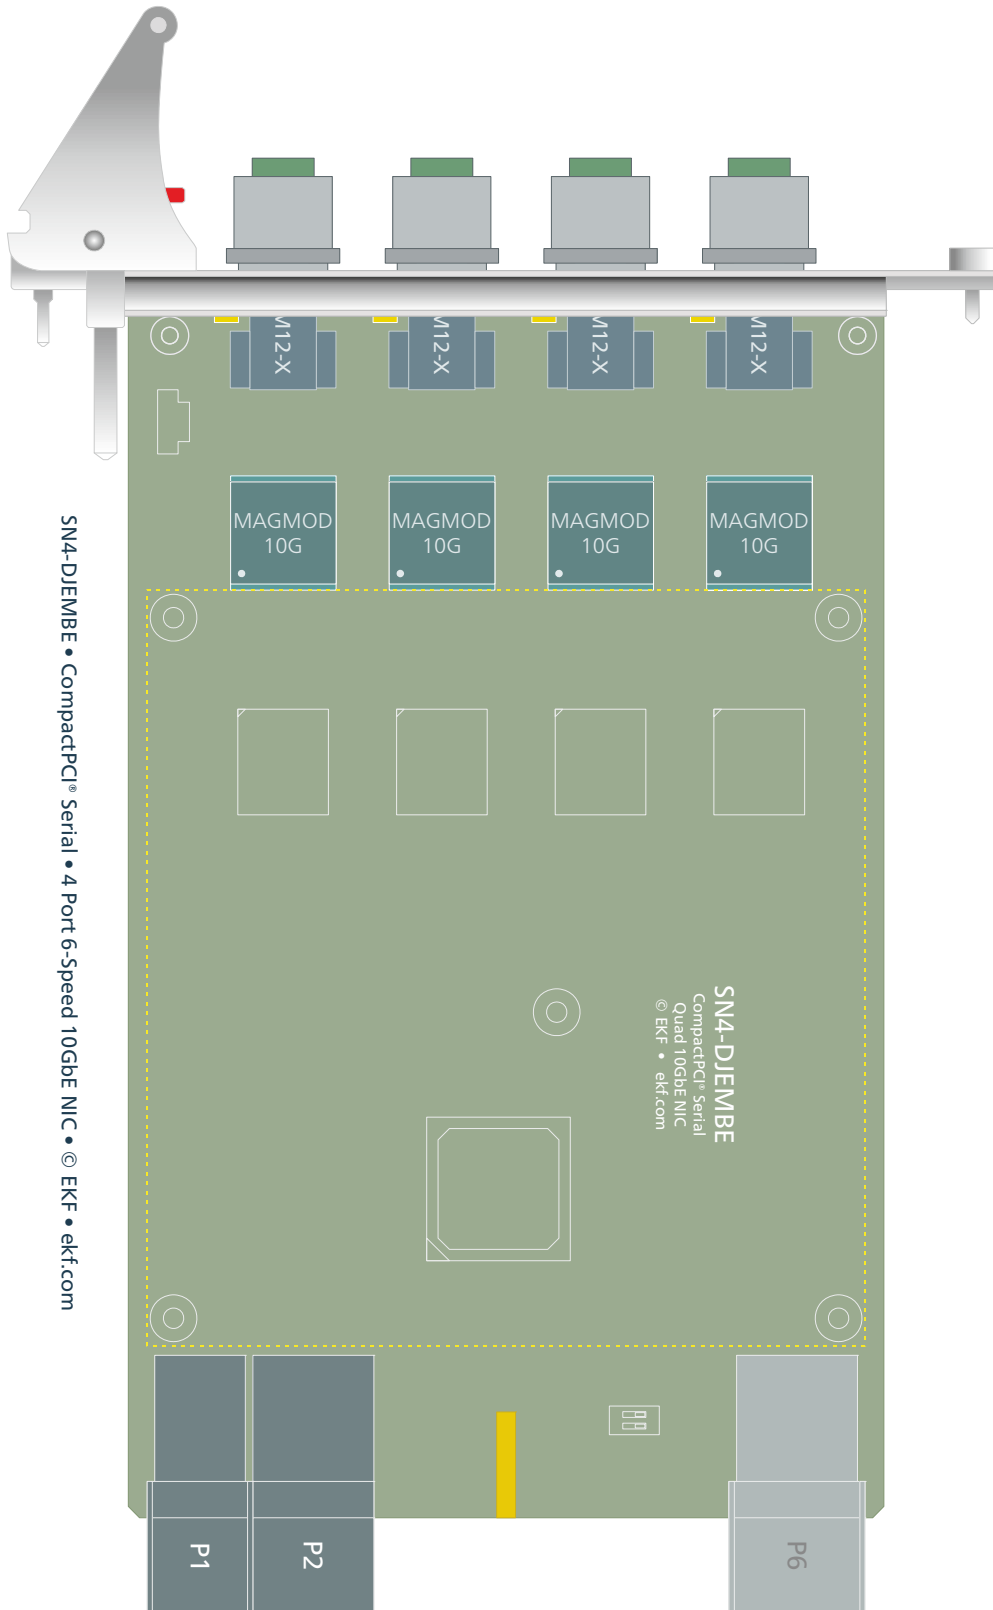 M12-X
M12-X
M12-X
M12-X
MAGMOD
10G
MAGMOD
10G
MAGMOD
10G
MAGMOD
10G
SN4-DJEMBE • CompactPCI® Serial • 4 Port 6-Speed 10GbE NIC • © EKF • ekf.com
SN4-DJEMBE
CompactPCI® Serial
Quad 10GbE NIC
© EKF • ekf.com
P1
P2
P6